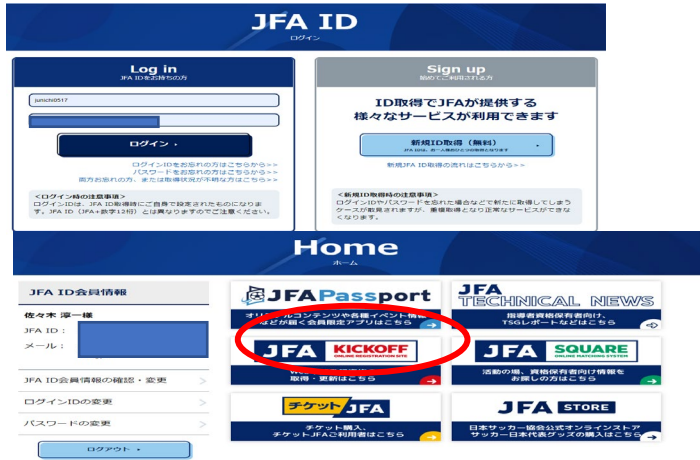 JFA ID
ログイン
Log in
JFA IDをお持ちの方
junichi0517
ログイン
ログインIDをお忘れの方はこちらから>>
パスワードをお忘れの方はこちらから>>
両方お忘れの方、または取得状況が不明な方はこちら>>
<ログイン時の注意事項>
ログインIDは、JFA ID取得時にご自身で設定されたものになりま
す。JFA ID（JFA+数字12桁）とは異なりますのでご注意ください。
Sign up
初めてご利用される方
ID取得でJFAが提供する
様々なサービスが利用できます
新規ID取得（無料）
JFA IDは、お一人様おひとつの取得となります
新規JFA ID取得の流れはこちらから>>
<新規ID取得時の注意事項>
ログインIDやパスワードを忘れた場合などで新たに取得してしまう
ケースが散見されますが、重複取得となり正常なサービスができな
くなります。
Home
ホーム
JFA ID会員情報
佐々木 淳一様
JFA ID：
メール：
JFA ID会員情報の確認・変更
ログインIDの変更
パスワードの変更
ログアウト
JFAPassport
オリジナルコンテンツや各種イベント情報
などが届く会員限定アプリはこちら
JFA
TECHNICAL NEWS
指導者資格保有者向け、
TSGレポートなどはこちら
JFA KICKOFF
ONLINE REGISTRATION SITE
取得・更新はこちら
JFA SQUARE
ONLINE MATCHING SYSTEM
活動の場、資格保有者向け情報を
お探しの方はこちら
チケットJFA
チケット購入、
チケットJFAご利用者はこちら
JFA STORE
日本サッカー協会公式オンラインストア
サッカー日本代表グッズの購入はこちら